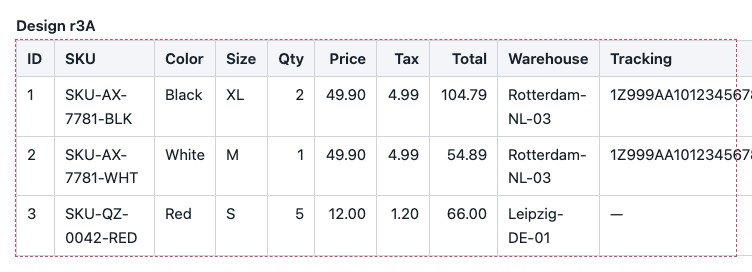 Design r3A
ID SKU Color Size Qty Price Tax Total Warehouse Tracking
1 SKU-AX- Black XL 2 49.90 4.99 104.79 Rotterdam- 1Z999AA1012345678
7781-BLK NL-03
2 SKU-AX- White M 1 49.90 4.99 54.89 Rotterdam- 1Z999AA1012345678
7781-WHT NL-03
3 SKU-QZ- Red S 5 12.00 1.20 66.00 Leipzig- —
0042-RED DE-01